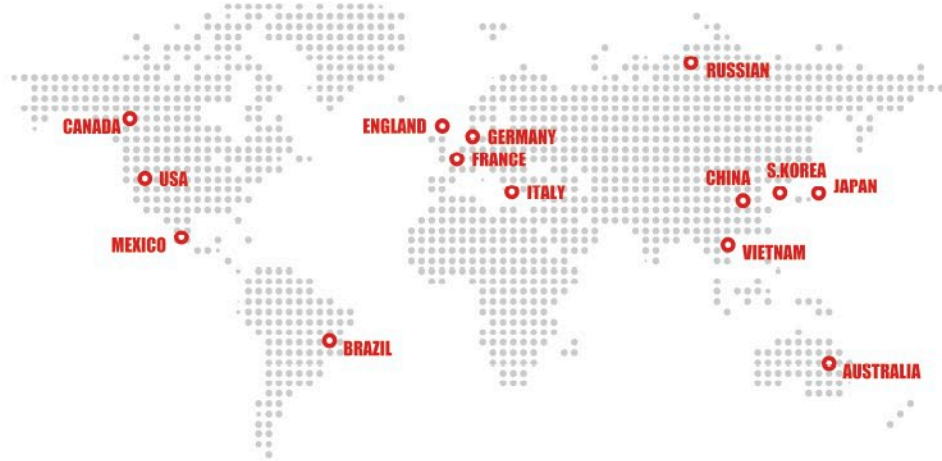 RUSSIAN
CANADA
ENGLAND
GERMANY
FRANCE
USA
ITALY
CHINA
S.KOREA
JAPAN
MEXICO
VIETNAM
BRAZIL
AUSTRALIA